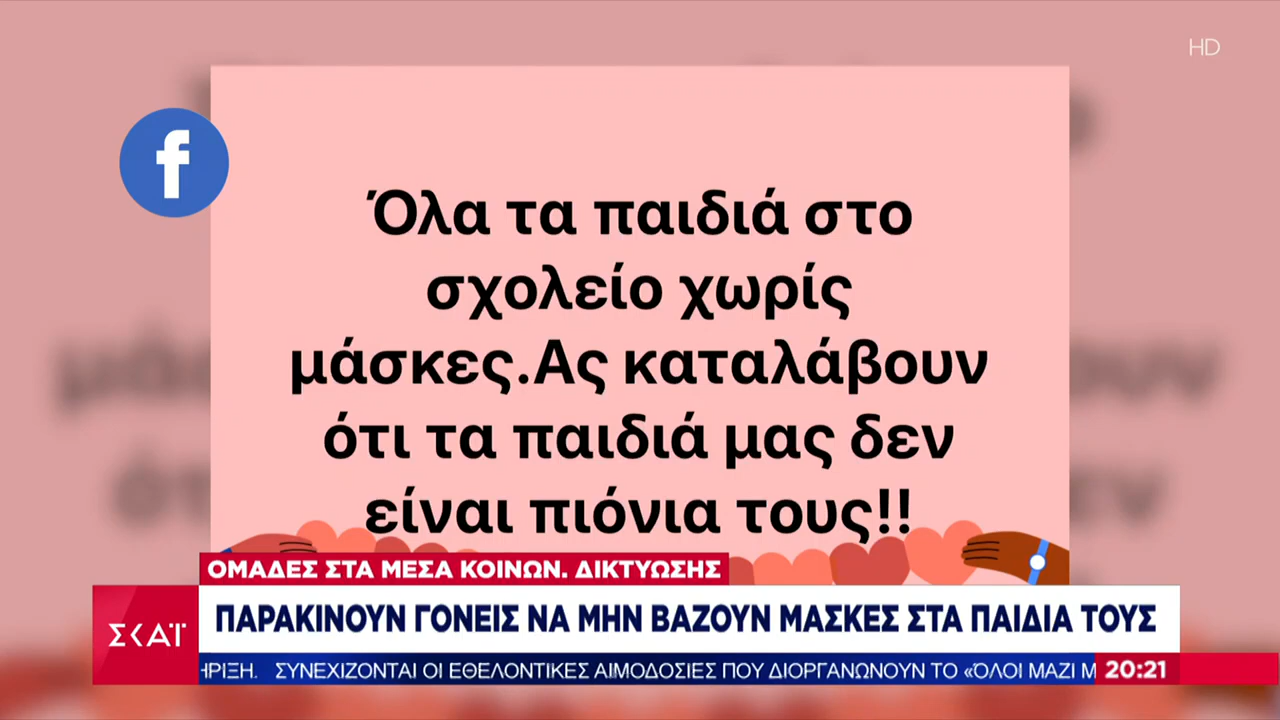 HD
f
Όλα τα παιδιά στο
σχολείο χωρίς
μάσκες.Ας καταλάβουν
ότι τα παιδιά μας δεν
είναι πιόνια τους!!
ΟΜΑΔΕΣ ΣΤΑ ΜΕΣΑ ΚΟΙΝΩΝ. ΔΙΚΤΥΩΣΗΣ
ΣΚΑΪ
ΠΑΡΑΚΙΝΟΥΝ ΓΟΝΕΙΣ ΝΑ ΜΗΝ ΒΑΖΟΥΝ ΜΑΣΚΕΣ ΣΤΑ ΠΑΙΔΙΑ ΤΟΥΣ
ΗΡΙΞΗ. ΣΥΝΕΧΙΖΟΝΤΑΙ ΟΙ ΕΘΕΛΟΝΤΙΚΕΣ ΑΙΜΟΔΟΣΙΕΣ ΠΟΥ ΔΙΟΡΓΑΝΩΝΟΥΝ ΤΟ «ΌΛΟΙ ΜΑΖΙ Μ 20:21